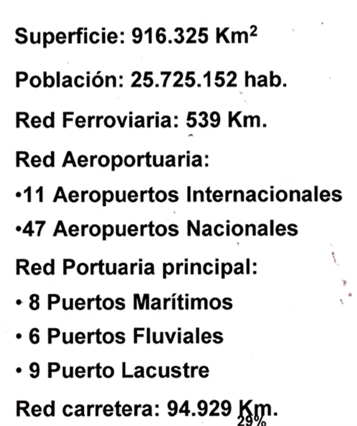 Superficie: 916.325 Km²
Población: 25.725.152 hab.
Red Ferroviaria: 539 Km.
Red Aeroportuaria:
•11 Aeropuertos Internacionales
•47 Aeropuertos Nacionales
Red Portuaria principal:
• 8 Puertos Marítimos
• 6 Puertos Fluviales
• 9 Puerto Lacustre
Red carretera: 94.929 Km.
29%